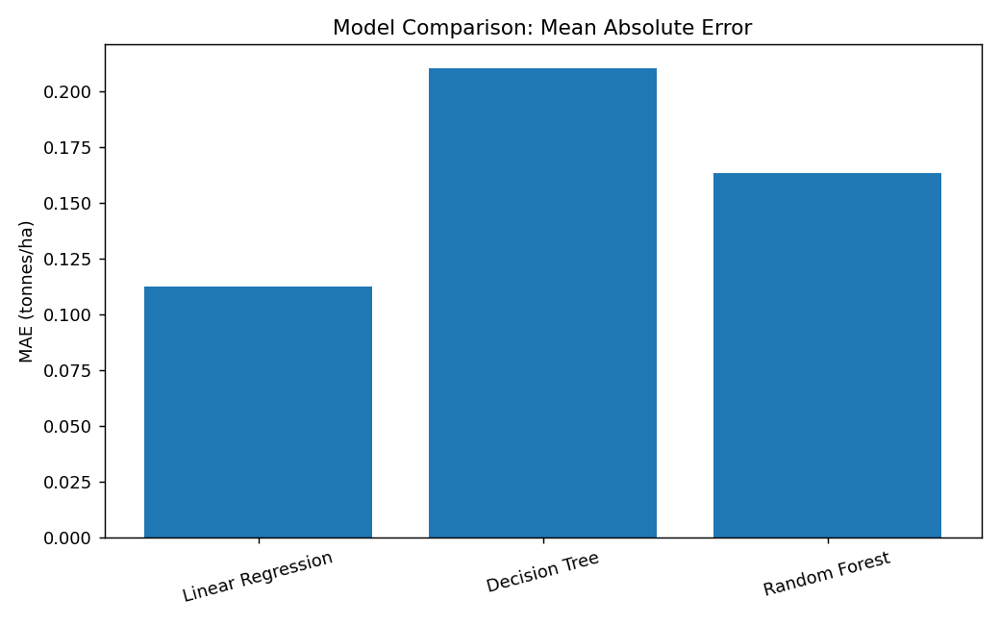 Model Comparison: Mean Absolute Error
MAE (tonnes/ha)
0.200
0.175
0.150
0.125
0.100
0.075
0.050
0.025
0.000
Linear Regression
Decision Tree
Random Forest